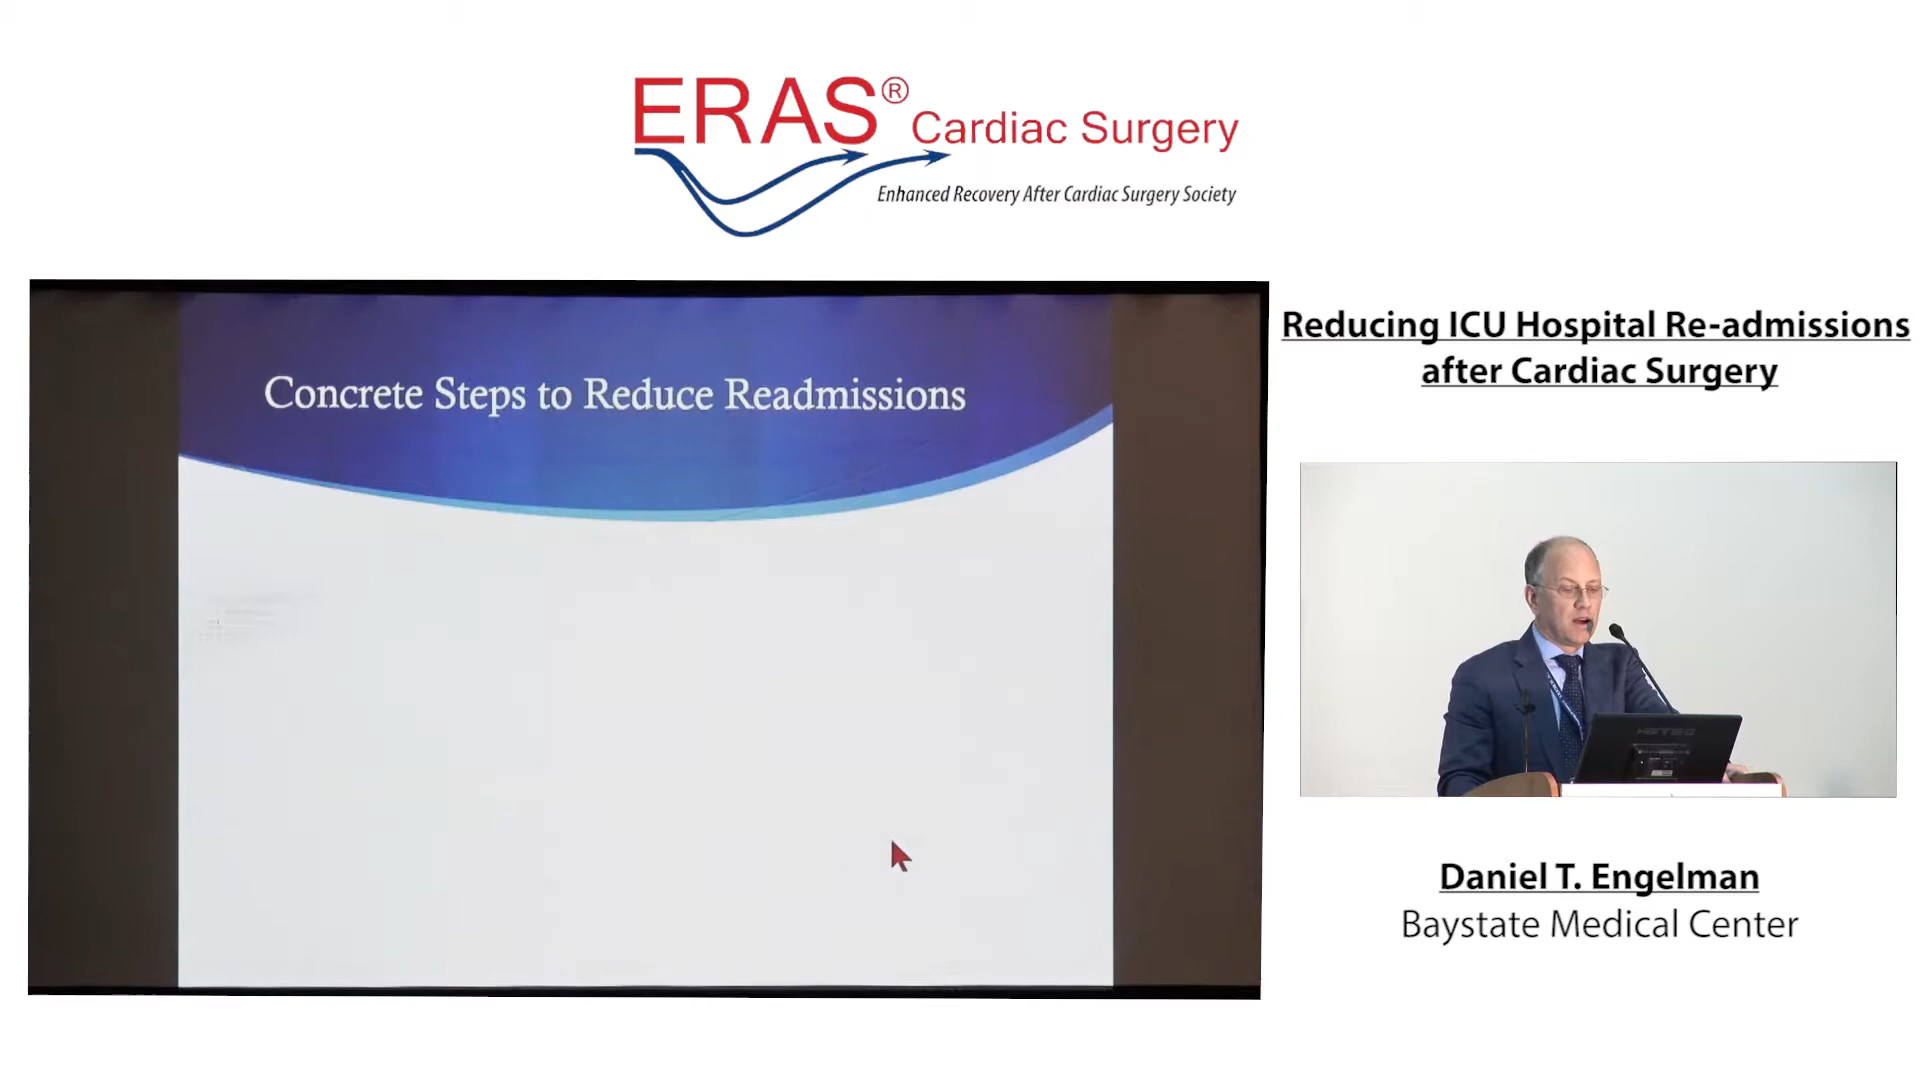 ERAS® Cardiac Surgery
Enhanced Recovery After Cardiac Surgery Society
Concrete Steps to Reduce Readmissions
Reducing ICU Hospital Re-admissions
after Cardiac Surgery
Daniel T. Engelman
Baystate Medical Center